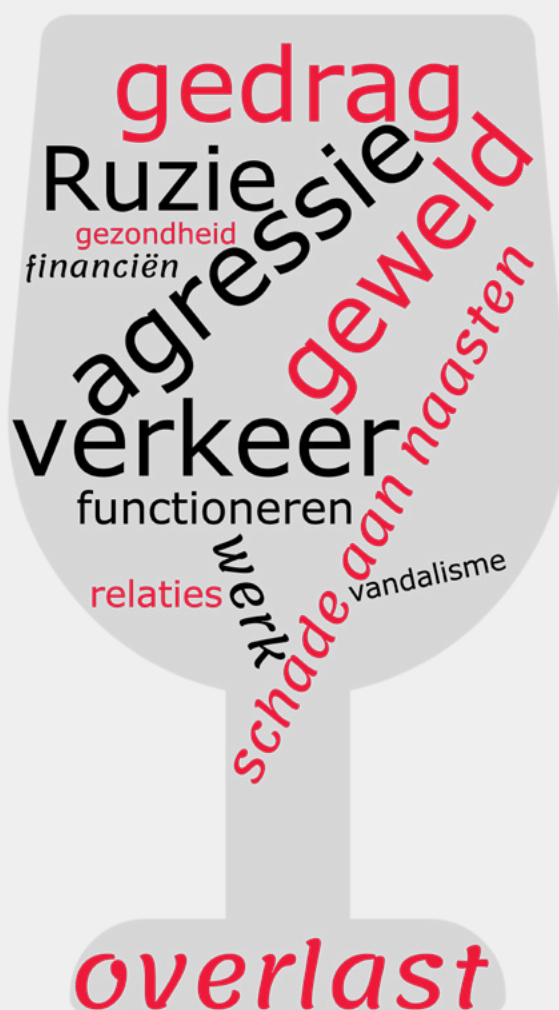 gedrag
Ruzie
agressie
geweld
gezondheid
financiën
verkeer
schade aan naasten
functioneren
werk
vandalisme
relaties
overlast